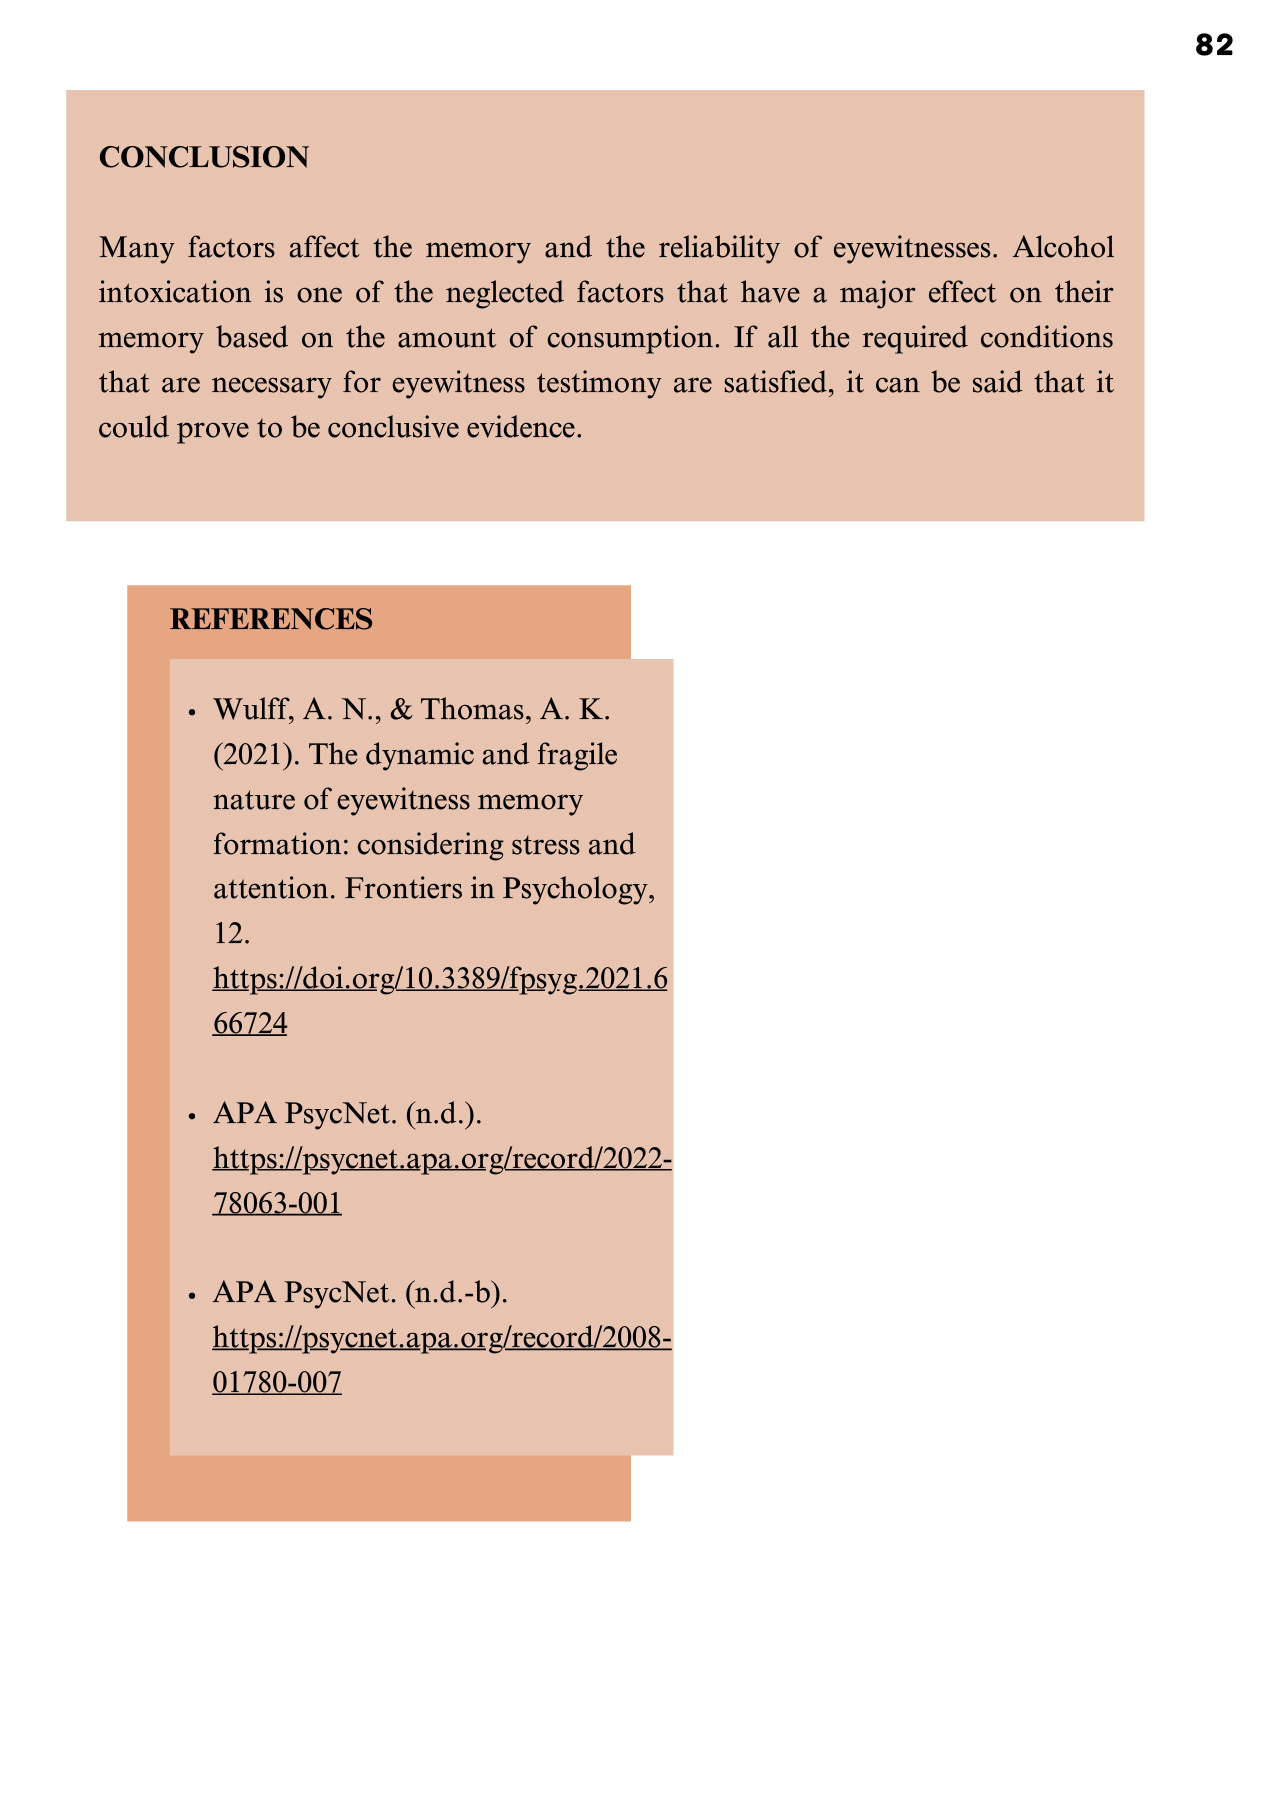 82
CONCLUSION
Many factors affect the memory and the reliability of eyewitnesses. Alcohol
intoxication is one of the neglected factors that have a major effect on their
memory based on the amount of consumption. If all the required conditions
that are necessary for eyewitness testimony are satisfied, it can be said that it
could prove to be conclusive evidence.
REFERENCES
• Wulff, A. N., & Thomas, A. K.
(2021). The dynamic and fragile
nature of eyewitness memory
formation: considering stress and
attention. Frontiers in Psychology,
12.
https://doi.org/10.3389/fpsyg.2021.6
66724
• APA PsycNet. (n.d.).
https://psycnet.apa.org/record/2022-
78063-001
• APA PsycNet. (n.d.-b).
https://psycnet.apa.org/record/2008-
01780-007